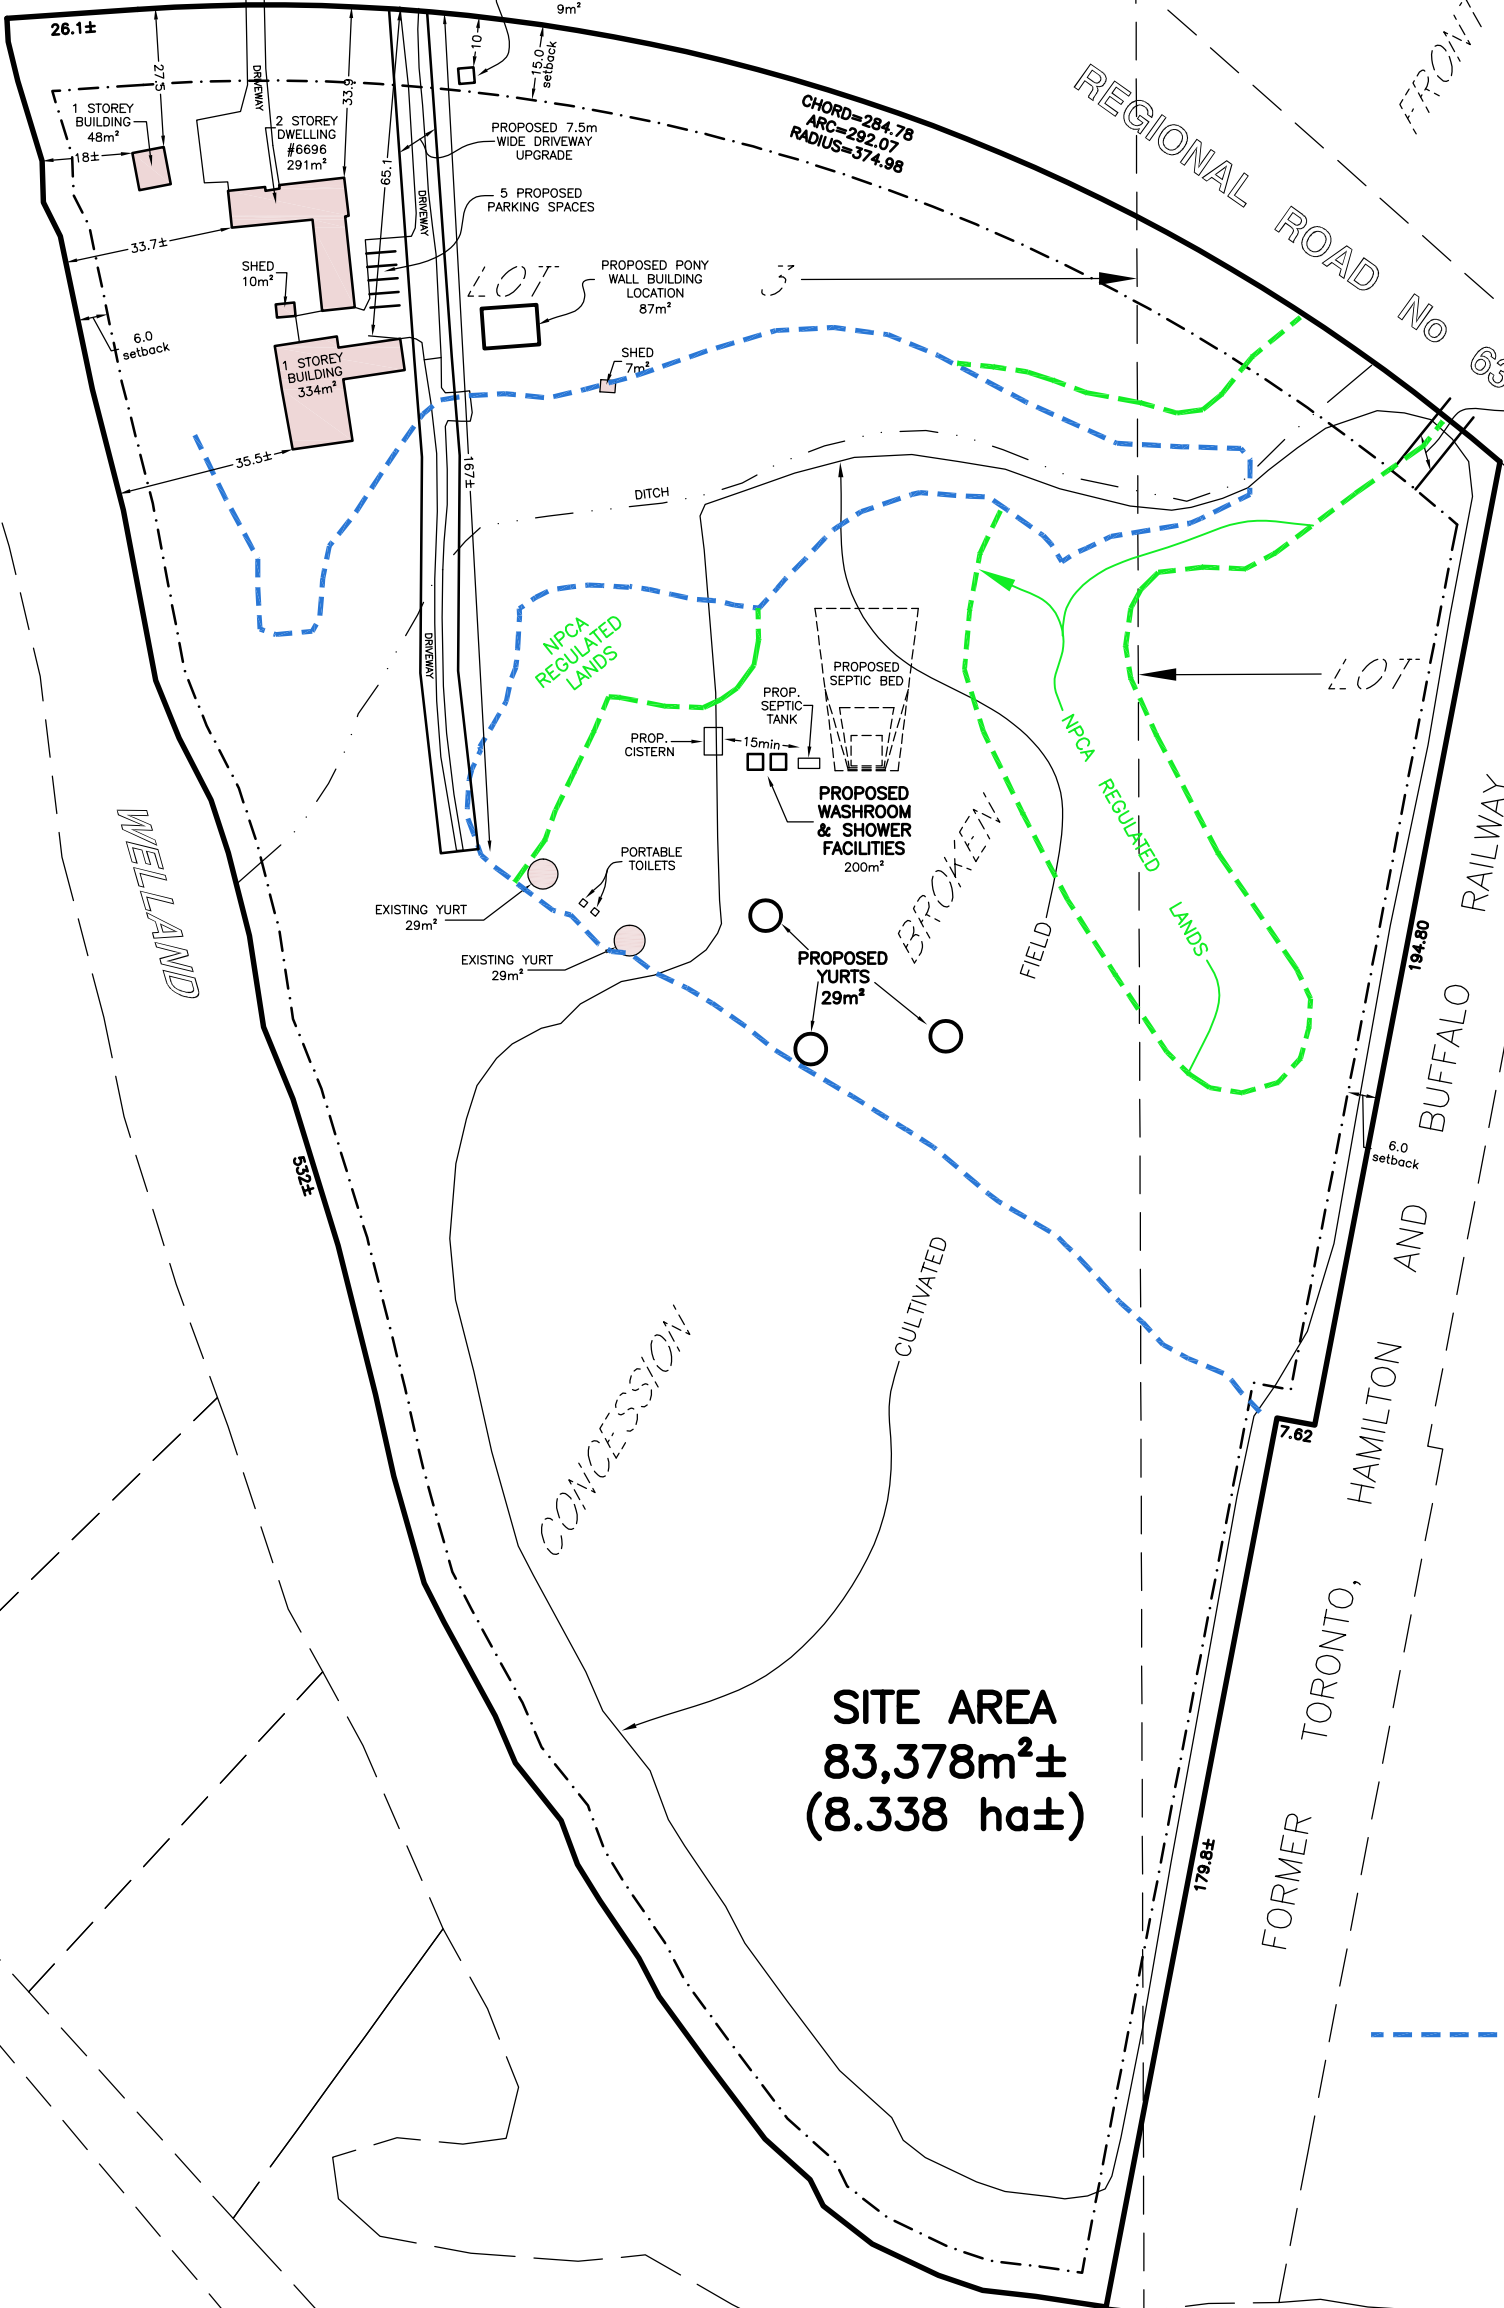 26.1±
27.5
DRIVEWAY
33.9
9m²
10
15.0
setback
1 STOREY
BUILDING
48m²
18±
2 STOREY
DWELLING
#6696
291m²
65.1
PROPOSED 7.5m
WIDE DRIVEWAY
UPGRADE
CHORD=284.78
ARC=292.07
RADIUS=374.98
REGIONAL ROAD No 63
FRONT
DRIVEWAY
5 PROPOSED
PARKING SPACES
33.7±
SHED
10m²
LOT 3
PROPOSED PONY
WALL BUILDING
LOCATION
87m²
6.0
setback
1 STOREY
BUILDING
334m²
SHED
7m²
35.5±
167±
DITCH
DRIVEWAY
NPCA
REGULATED
LANDS
PROPOSED
SEPTIC BED
LOT
PROP.
SEPTIC
TANK
PROP.
CISTERN
15min
NPCA REGULATED LANDS
PROPOSED
WASHROOM
& SHOWER
FACILITIES
200m²
WELLAND
PORTABLE
TOILETS
BROKEN
EXISTING YURT
29m²
EXISTING YURT
29m²
FIELD
PROPOSED
YURTS
29m²
194.80
6.0
setback
532±
CULTIVATED
CONCESSION
7.62
FORMER TORONTO, HAMILTON AND BUFFALO RAILWAY
SITE AREA
83,378m²±
(8.338 ha±)
179.8±